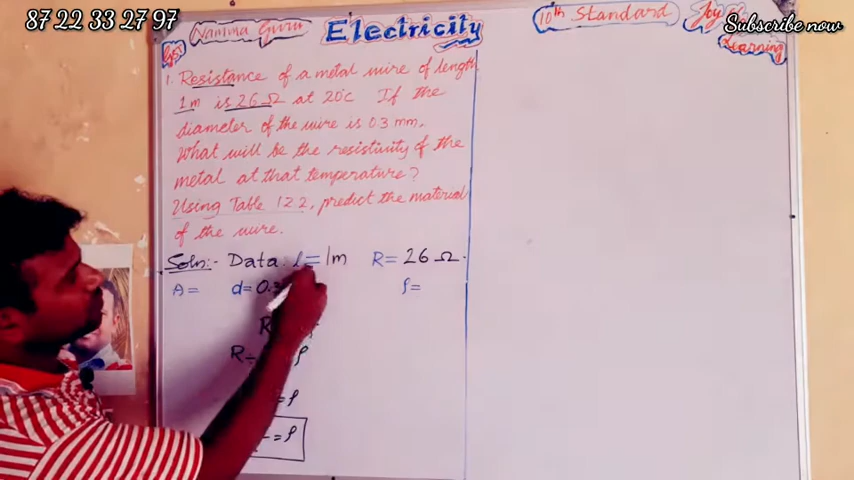 87 22 33 27 97
Namma Guru
Electricity
10th Standard
Joy
Subscribe now
Learning
1. Resistance of a metal wire of length
1m is 26 Ω at 20°C If the
diameter of the wire is 0.3 mm,
What will be the resistivity of the
metal at that temperature?
Using Table 12.2, predict the material
of the wire.
Soln:- Data: l = 1m R = 26 Ω.
A = d = 0.3 ρ =
R
R ρ
= ρ
= ρ